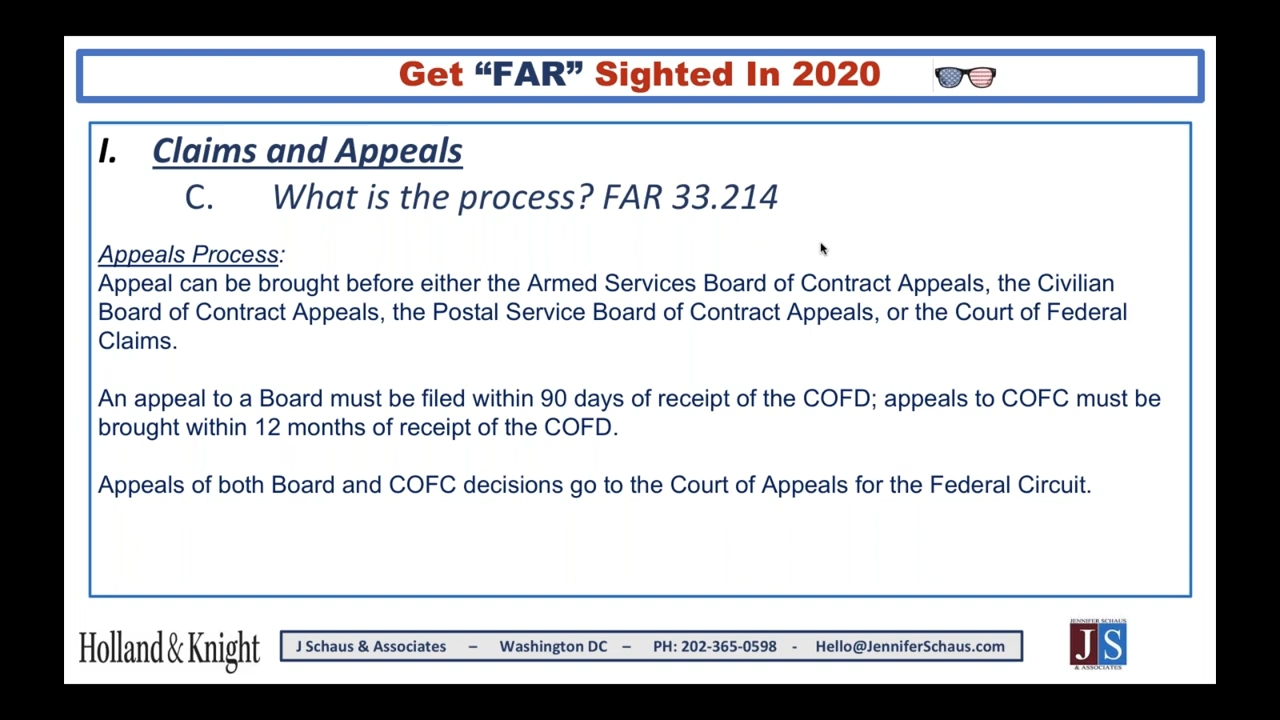 Get “FAR” Sighted In 2020
I. Claims and Appeals
C. What is the process? FAR 33.214
Appeals Process:
Appeal can be brought before either the Armed Services Board of Contract Appeals, the Civilian
Board of Contract Appeals, the Postal Service Board of Contract Appeals, or the Court of Federal
Claims.
An appeal to a Board must be filed within 90 days of receipt of the COFD; appeals to COFC must be
brought within 12 months of receipt of the COFD.
Appeals of both Board and COFC decisions go to the Court of Appeals for the Federal Circuit.
Holland & Knight
J Schaus & Associates – Washington DC – PH: 202-365-0598 - Hello@JenniferSchaus.com
JENNIFER SCHAUS
JS
& ASSOCIATES